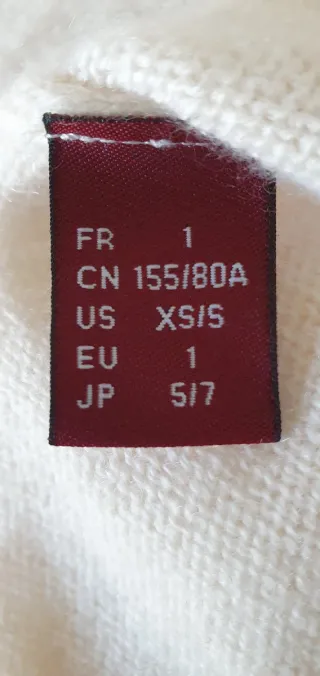 FR 1
CN 155/80A
US XS/S
EU 1
JP 5/7